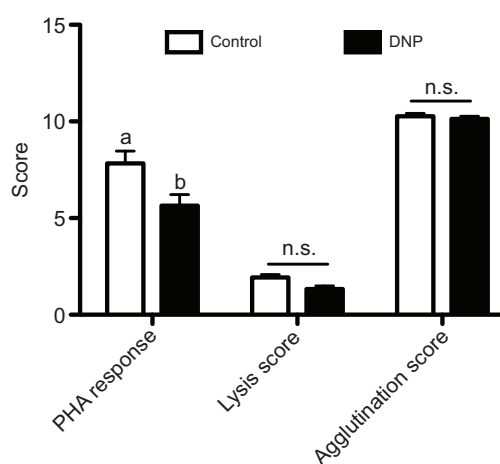 15
Control
DNP
n.s.
10
a
b
Score
5
n.s.
0
PHA response
Lysis score
Agglutination score